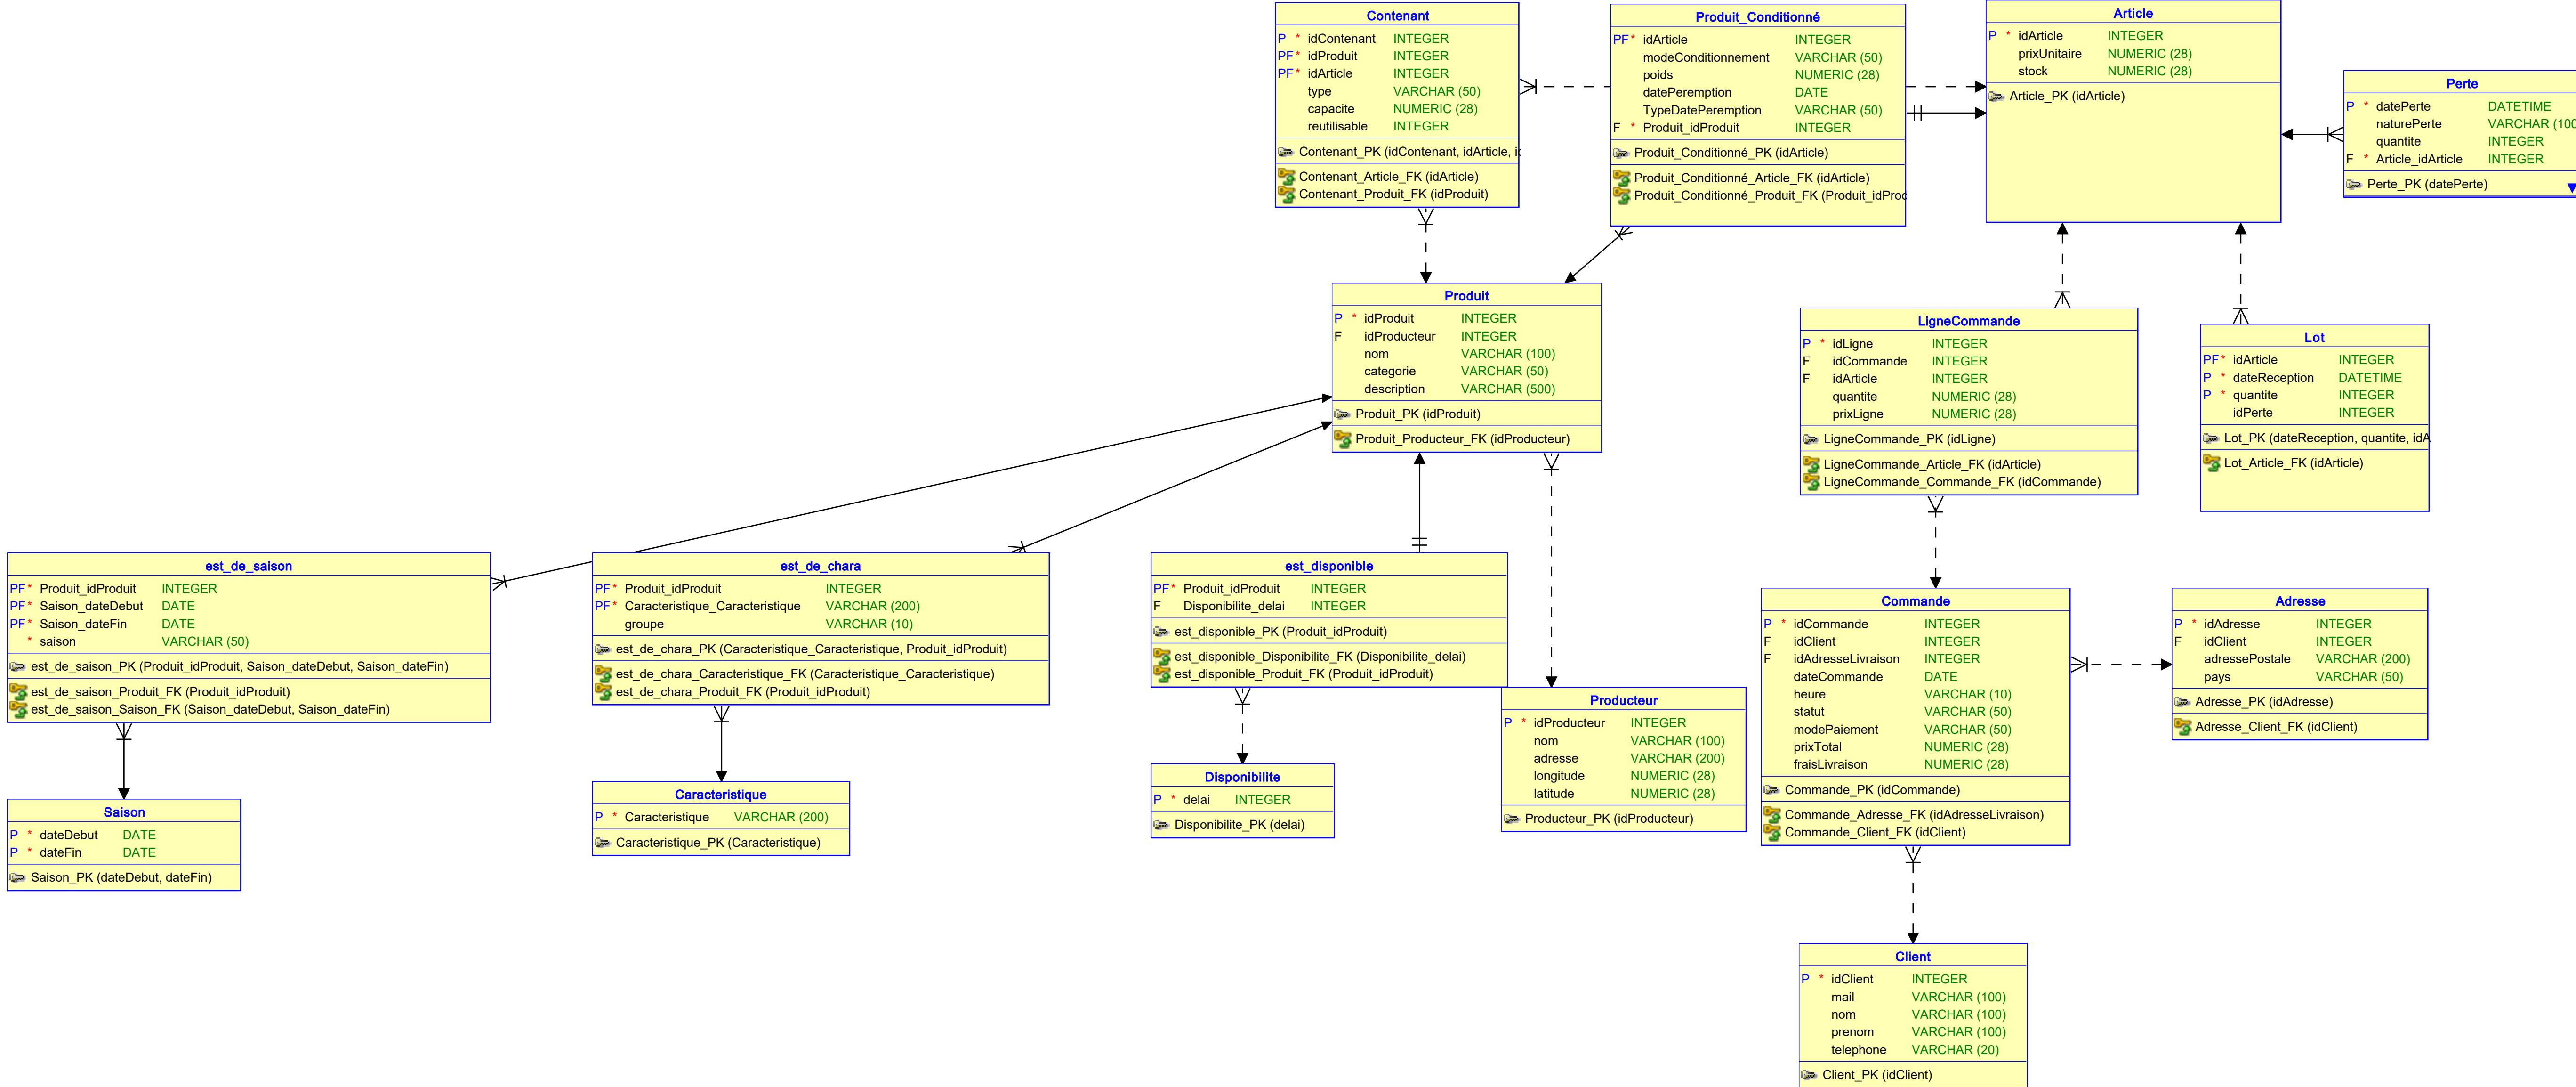 Contenant
P * idContenant INTEGER
PF* idProduit INTEGER
PF* idArticle INTEGER
type VARCHAR (50)
capacite NUMERIC (28)
reutilisable INTEGER
Contenant_PK (idContenant, idArticle,
Contenant_Article_FK (idArticle)
Contenant_Produit_FK (idProduit)
Produit_Conditionné
PF* idArticle INTEGER
modeConditionnement VARCHAR (50)
poids NUMERIC (28)
datePeremption DATE
TypeDatePeremption VARCHAR (50)
F * Produit_idProduit INTEGER
Produit_Conditionné_PK (idArticle)
Produit_Conditionné_Article_FK (idArticle)
Produit_Conditionné_Produit_FK (Produit_idProd
Article
P * idArticle INTEGER
prixUnitaire NUMERIC (28)
stock NUMERIC (28)
Article_PK (idArticle)
Perte
P * datePerte DATETIME
naturePerte VARCHAR (100
quantite INTEGER
F * Article_idArticle INTEGER
Perte_PK (datePerte)
Produit
P * idProduit INTEGER
F idProducteur INTEGER
nom VARCHAR (100)
categorie VARCHAR (50)
description VARCHAR (500)
Produit_PK (idProduit)
Produit_Producteur_FK (idProducteur)
LigneCommande
P * idLigne INTEGER
F idCommande INTEGER
F idArticle INTEGER
quantite NUMERIC (28)
prixLigne NUMERIC (28)
LigneCommande_PK (idLigne)
LigneCommande_Article_FK (idArticle)
LigneCommande_Commande_FK (idCommande)
Lot
PF* idArticle INTEGER
P * dateReception DATETIME
P * quantite INTEGER
idPerte INTEGER
Lot_PK (dateReception, quantite, idA
Lot_Article_FK (idArticle)
est_de_saison
PF* Produit_idProduit INTEGER
PF* Saison_dateDebut DATE
PF* Saison_dateFin DATE
* saison VARCHAR (50)
est_de_saison_PK (Produit_idProduit, Saison_dateDebut, Saison_dateFin)
est_de_saison_Produit_FK (Produit_idProduit)
est_de_saison_Saison_FK (Saison_dateDebut, Saison_dateFin)
est_de_chara
PF* Produit_idProduit INTEGER
PF* Caracteristique_Caracteristique VARCHAR (200)
groupe VARCHAR (10)
est_de_chara_PK (Caracteristique_Caracteristique, Produit_idProduit)
est_de_chara_Caracteristique_FK (Caracteristique_Caracteristique)
est_de_chara_Produit_FK (Produit_idProduit)
est_disponible
PF* Produit_idProduit INTEGER
F Disponibilite_delai INTEGER
est_disponible_PK (Produit_idProduit)
est_disponible_Disponibilite_FK (Disponibilite_delai)
est_disponible_Produit_FK (Produit_idProduit)
Producteur
P * idProducteur INTEGER
nom VARCHAR (100)
adresse VARCHAR (200)
longitude NUMERIC (28)
latitude NUMERIC (28)
Producteur_PK (idProducteur)
Commande
P * idCommande INTEGER
F idClient INTEGER
F idAdresseLivraison INTEGER
dateCommande DATE
heure VARCHAR (10)
statut VARCHAR (50)
modePaiement VARCHAR (50)
prixTotal NUMERIC (28)
fraisLivraison NUMERIC (28)
Commande_PK (idCommande)
Commande_Adresse_FK (idAdresseLivraison)
Commande_Client_FK (idClient)
Adresse
P * idAdresse INTEGER
F idClient INTEGER
adressePostale VARCHAR (200)
pays VARCHAR (50)
Adresse_PK (idAdresse)
Adresse_Client_FK (idClient)
Saison
P * dateDebut DATE
P * dateFin DATE
Saison_PK (dateDebut, dateFin)
Caracteristique
P * Caracteristique VARCHAR (200)
Caracteristique_PK (Caracteristique)
Disponibilite
P * delai INTEGER
Disponibilite_PK (delai)
Client
P * idClient INTEGER
mail VARCHAR (100)
nom VARCHAR (100)
prenom VARCHAR (100)
telephone VARCHAR (20)
Client_PK (idClient)